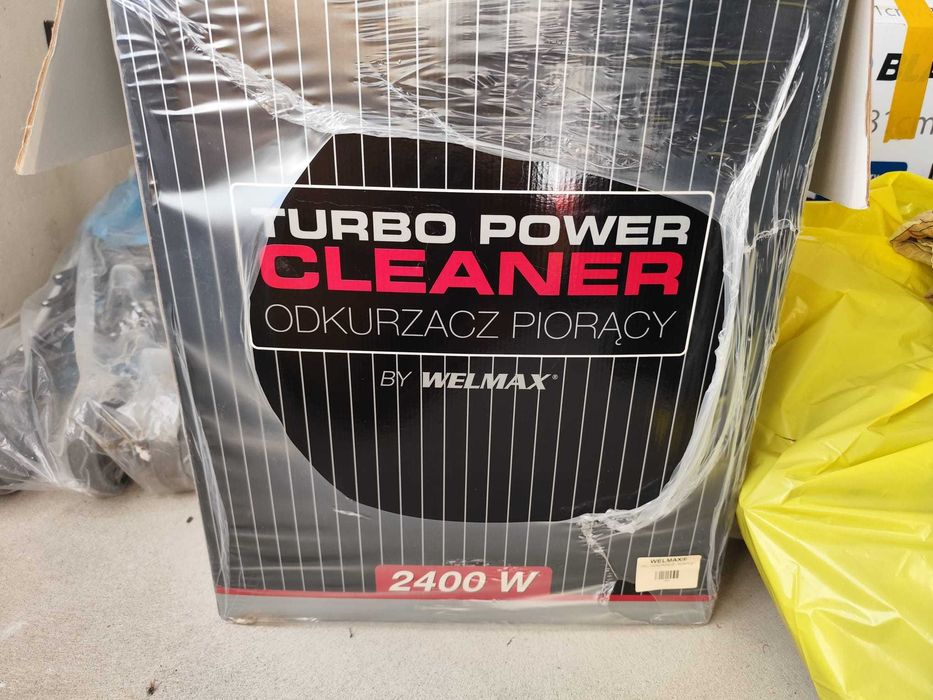 TURBO POWER
CLEANER
ODKURZACZ PIORĄCY
BY WELMAX®
2400 W
WELMAX®